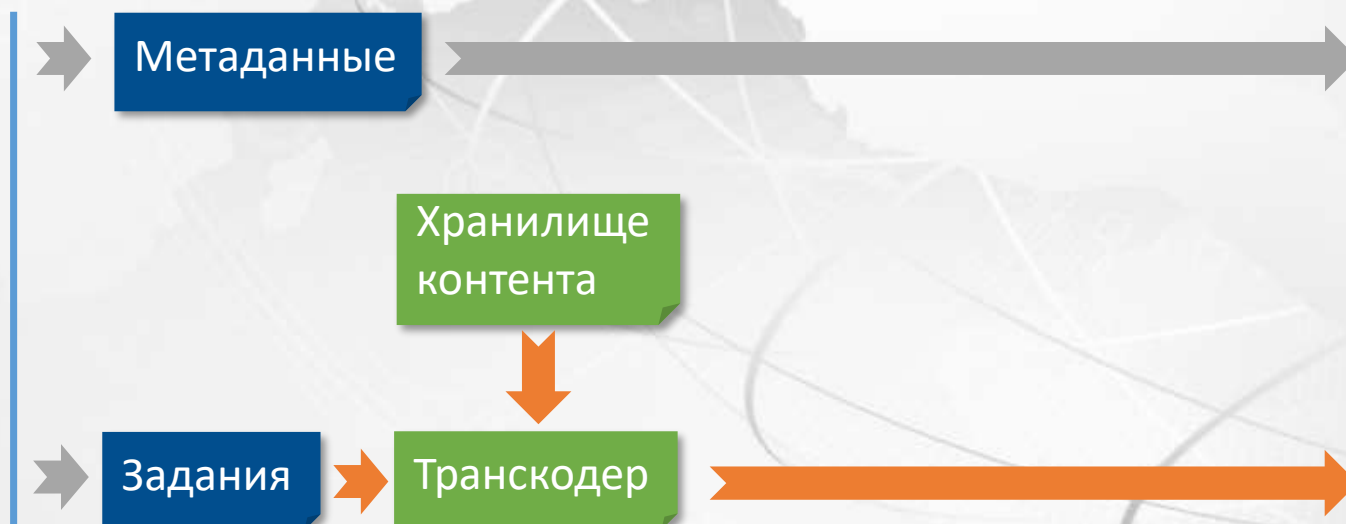 Метаданные
Хранилище
контента
Задания
Транскодер